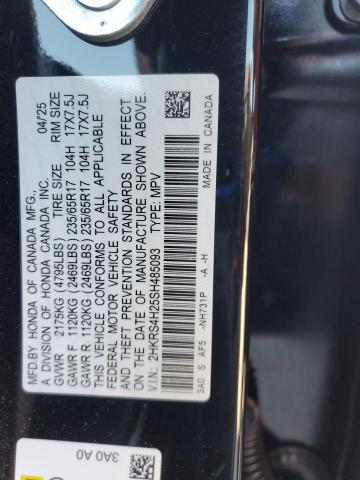 MFD.BY HONDA OF CANADA MFG.,
A DIVISION OF HONDA CANADA INC. 04/25
GVWR 2175KG (4795LBS) TIRE SIZE RIM SIZE
GAWR F 1120KG (2469LBS) 235/65R17 104H 17X7.5J
GAWR R 1120KG (2469LBS) 235/65R17 104H 17X7.5J
THIS VEHICLE CONFORMS TO ALL APPLICABLE
FEDERAL MOTOR VEHICLE SAFETY
AND THEFT PREVENTION STANDARDS IN EFFECT
ON THE DATE OF MANUFACTURE SHOWN ABOVE.
V.I.N.: 2HKRS4H25SH485093 TYPE: MPV
3A0 S AF5 -NH731P -A -H
MADE IN CANADA
3A0 A0